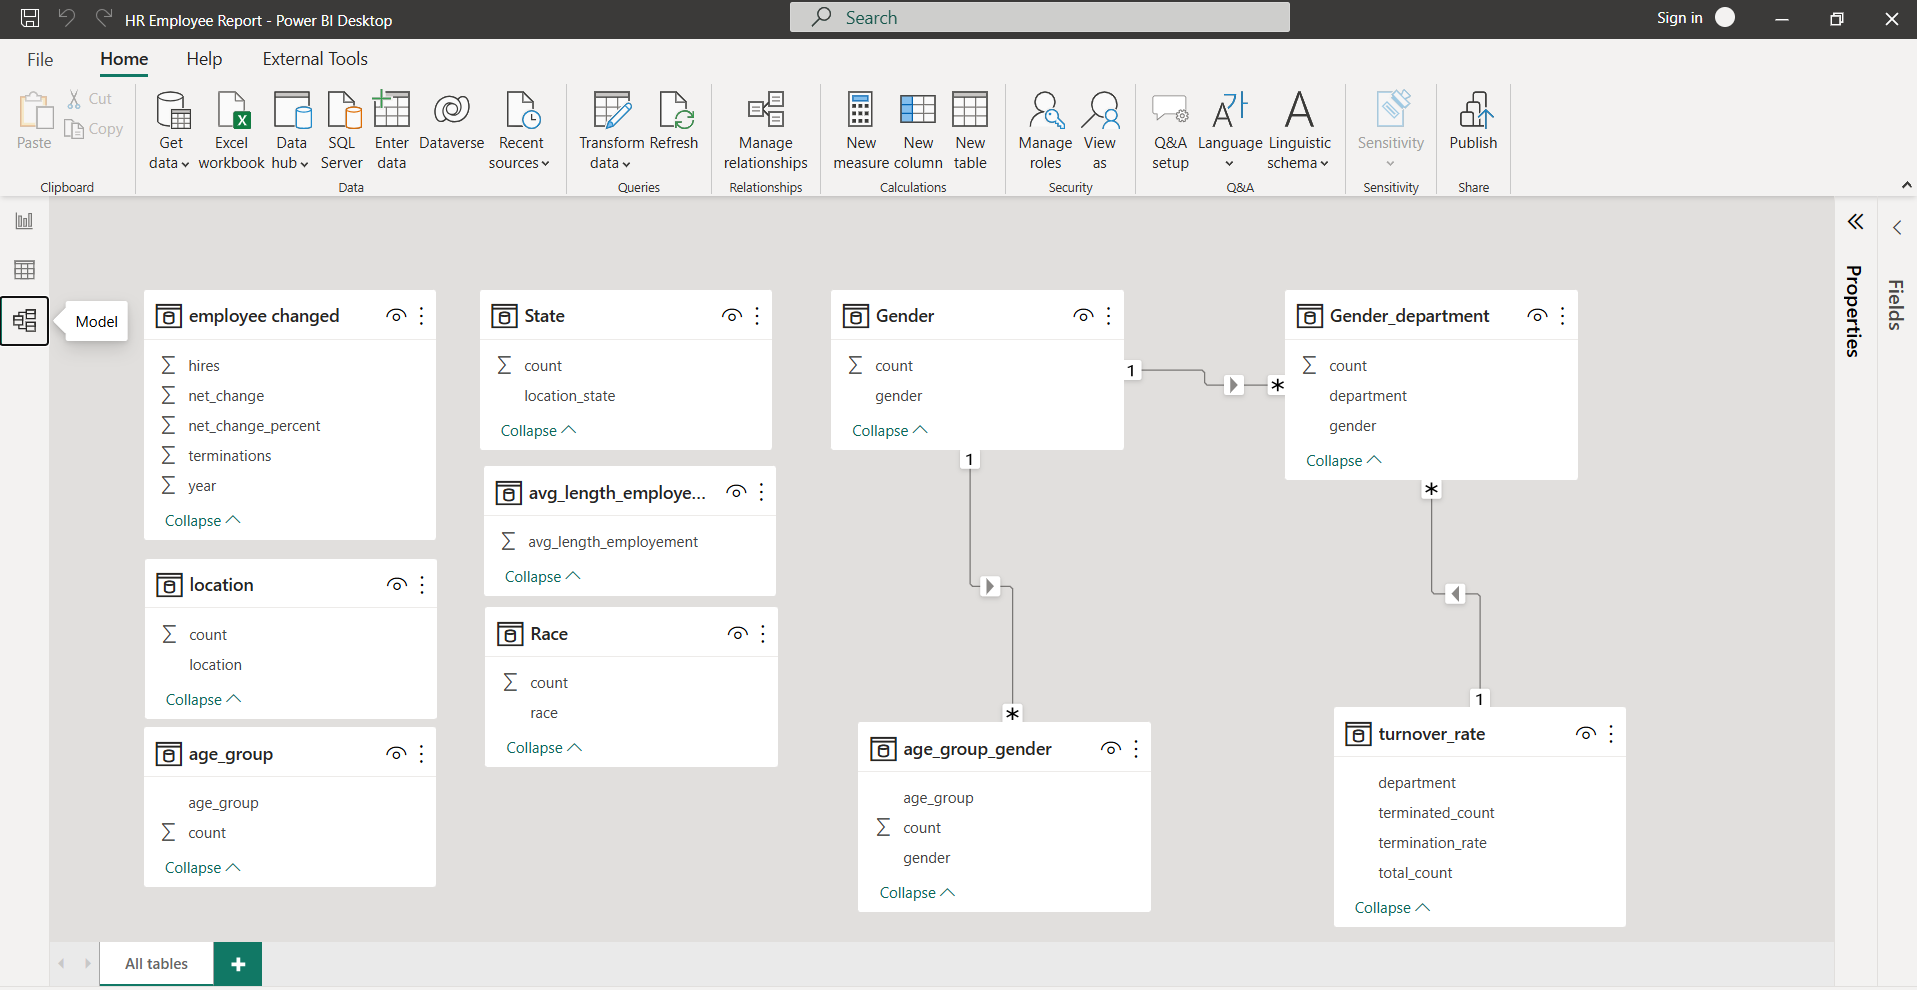 HR Employee Report - Power BI Desktop
Search
Sign in
File
Home
Help
External Tools
Paste
Cut
Copy
Clipboard
Get
data
Excel
workbook
Data
hub
SQL
Server
Enter
data
Dataverse
Recent
sources
Data
Transform
data
Refresh
Queries
Manage
relationships
Relationships
New
measure
New
column
New
table
Calculations
Manage
roles
View
as
Security
Q&A
setup
Language
Linguistic
schema
Q&A
Sensitivity
Sensitivity
Publish
Share
Model
employee changed
hires
net_change
net_change_percent
terminations
year
Collapse
location
count
location
Collapse
age_group
age_group
count
Collapse
State
count
location_state
Collapse
avg_length_employe...
avg_length_employement
Collapse
Race
count
race
Collapse
Gender
count
gender
Collapse
1
*
1
*
age_group_gender
age_group
count
gender
Collapse
Gender_department
count
department
gender
Collapse
*
1
turnover_rate
department
terminated_count
termination_rate
total_count
Collapse
Properties
Fields
All tables